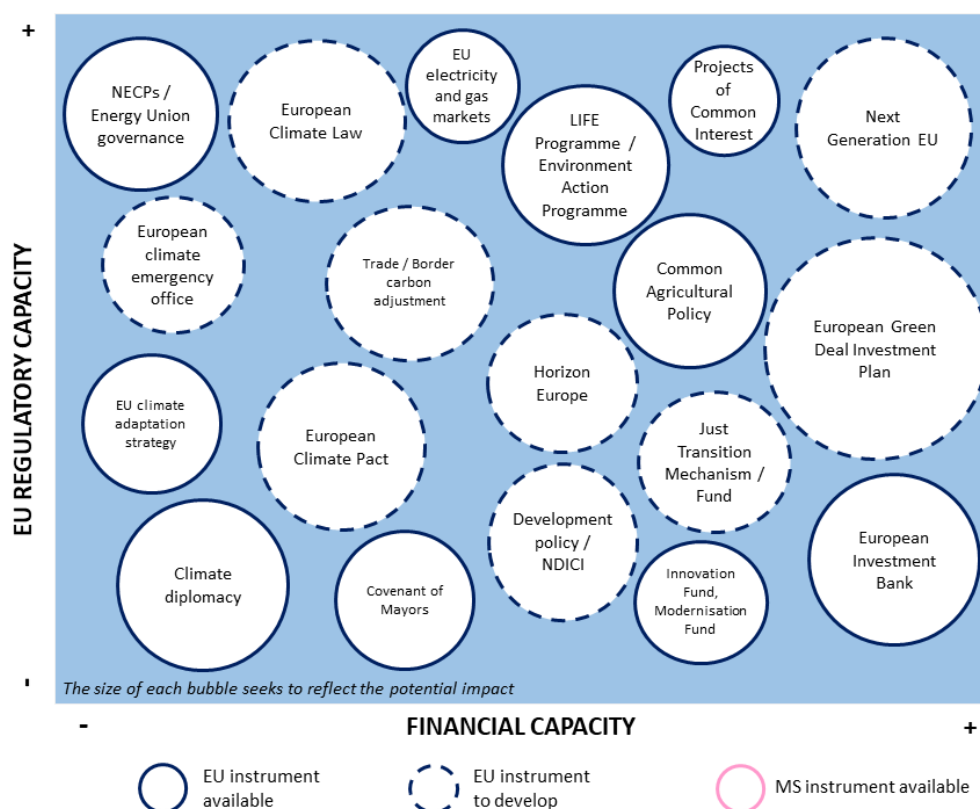 +
NECPs /
Energy Union
governance
European
Climate Law
EU
electricity
and gas
markets
LIFE
Programme /
Environment
Action
Programme
Projects
of
Common
Interest
Next
Generation EU
European
climate
emergency
office
Trade / Border
carbon
adjustment
Common
Agricultural
Policy
European Green
Deal Investment
Plan
Horizon
Europe
EU climate
adaptation
strategy
European
Climate Pact
Just
Transition
Mechanism /
Fund
Development
policy /
NDICI
European
Investment
Bank
Climate
diplomacy
Covenant of
Mayors
Innovation
Fund,
Modernisation
Fund
EU REGULATORY CAPACITY
-
The size of each bubble seeks to reflect the potential impact
-
FINANCIAL CAPACITY
+
EU instrument
available
EU instrument
to develop
MS instrument available